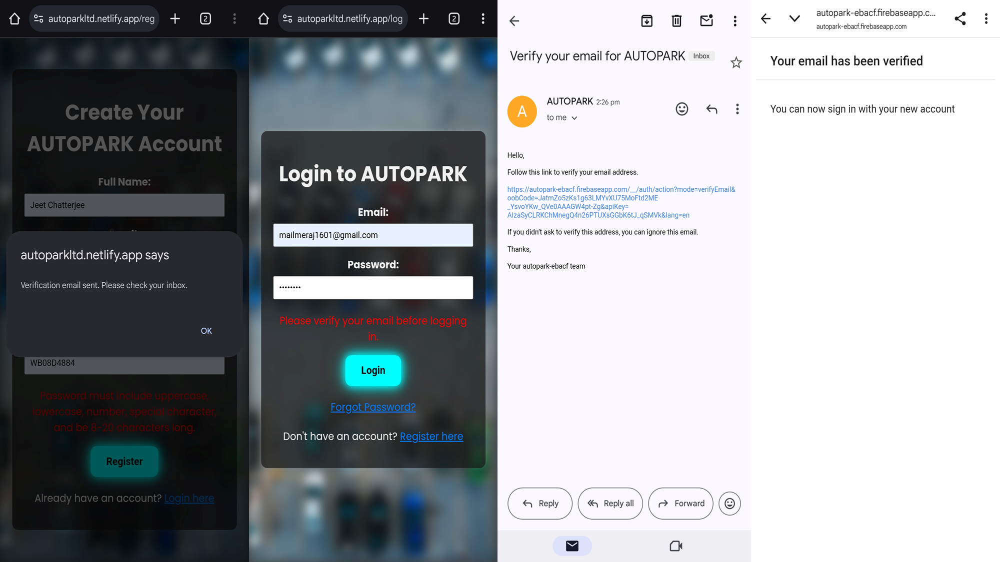 autoparkltd.netlify.app/reg
2
Create Your
AUTOPARK Account
Full Name:
Jeet Chatterjee
autoparkltd.netlify.app says
Verification email sent. Please check your inbox.
OK
WB08D4884
Password must include uppercase,
lowercase, number, special character,
and be 8-20 characters long.
Register
Already have an account? Login here
autoparkltd.netlify.app/log
2
Login to AUTOPARK
Email:
mailmeraj1601@gmail.com
Password:
••••••••
Please verify your email before logging
in.
Login
Forgot Password?
Don't have an account? Register here
Verify your email for AUTOPARK Inbox
A
AUTOPARK 2:26 pm
to me
Hello,
Follow this link to verify your email address.
https://autopark-ebacf.firebaseapp.com/__/auth/action?mode=verifyEmail&
oobCode=JatmZo5zKs1g63LMYvXU75MoFtd2ME
_YsvoYKw_QVe0AAAGW4pt-Zg&apiKey=
AIzaSyCLRKChMnegQ4n26PTUXsGGbK6tJ_qSMVk&lang=en
If you didn't ask to verify this address, you can ignore this email.
Thanks,
Your autopark-ebacf team
Reply
Reply all
Forward
autopark-ebacf.firebaseapp.c...
autopark-ebacf.firebaseapp.com
Your email has been verified
You can now sign in with your new account